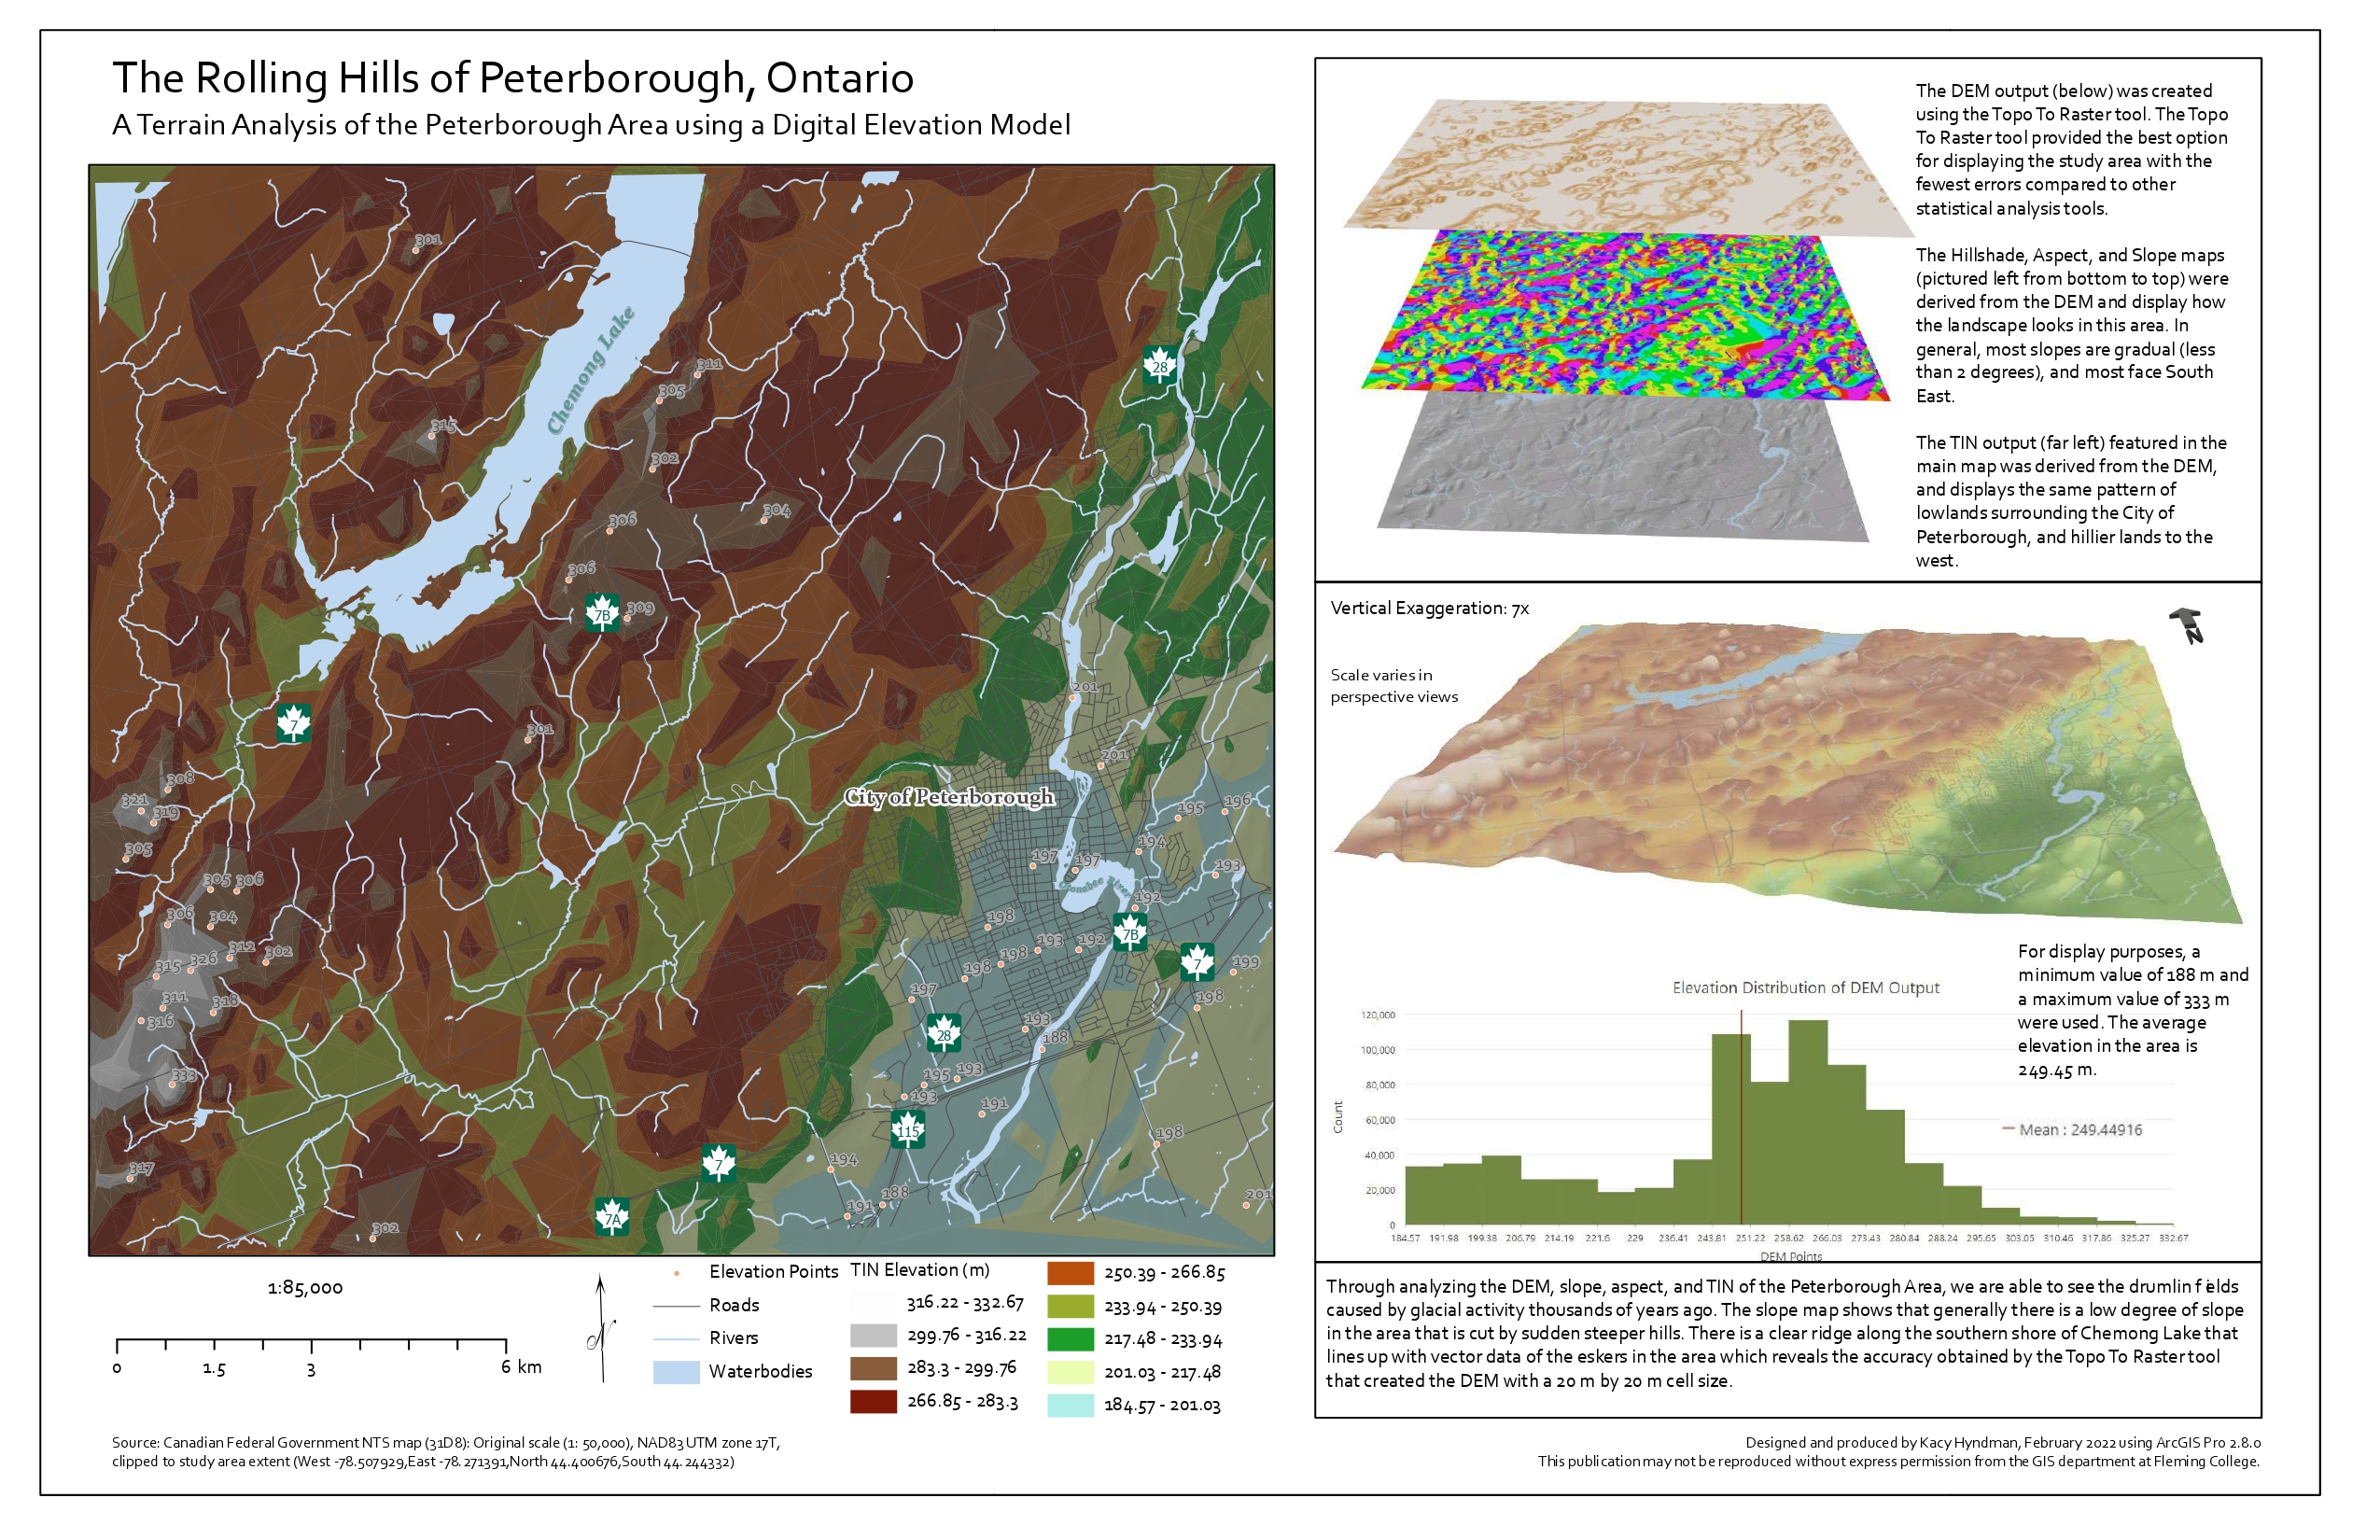 The Rolling Hills of Peterborough, Ontario
A Terrain Analysis of the Peterborough Area using a Digital Elevation Model
301
Chemong Lake
311
305
28
315
302
304
306
306
7B
309
201
7
301
201
308
321
319
City of Peterborough
195
196
305
194
197
197
193
305
306
Otonabee River
192
306
304
198
7B
312
302
193
192
198
7
315
326
198
199
311
318
197
198
316
28
193
188
333
195
193
193
191
115
198
317
7
194
191
188
201
7A
302
1:85,000
0
1.5
3
6 km
Elevation Points
Roads
Rivers
Waterbodies
TIN Elevation (m)
316.22 - 332.67
299.76 - 316.22
283.3 - 299.76
266.85 - 283.3
250.39 - 266.85
233.94 - 250.39
217.48 - 233.94
201.03 - 217.48
184.57 - 201.03
Source: Canadian Federal Government NTS map (31D8): Original scale (1: 50,000), NAD83 UTM zone 17T,
clipped to study area extent (West -78.507929,East -78.271391,North 44.400676,South 44.244332)
The DEM output (below) was created
using the Topo To Raster tool. The Topo
To Raster tool provided the best option
for displaying the study area with the
fewest errors compared to other
statistical analysis tools.
The Hillshade, Aspect, and Slope maps
(pictured left from bottom to top) were
derived from the DEM and display how
the landscape looks in this area. In
general, most slopes are gradual (less
than 2 degrees), and most face South
East.
The TIN output (far left) featured in the
main map was derived from the DEM,
and displays the same pattern of
lowlands surrounding the City of
Peterborough, and hillier lands to the
west.
Vertical Exaggeration: 7x
N
Scale varies in
perspective views
For display purposes, a
minimum value of 188 m and
a maximum value of 333 m
were used. The average
elevation in the area is
249.45 m.
Elevation Distribution of DEM Output
120,000
100,000
80,000
60,000
40,000
20,000
0
Count
Mean : 249.44916
184.57 191.98 199.38 206.79 214.19 221.6 229 236.41 243.81 251.22 258.62 266.03 273.43 280.84 288.24 295.65 303.05 310.46 317.86 325.27 332.67
DEM Points
Through analyzing the DEM, slope, aspect, and TIN of the Peterborough Area, we are able to see the drumlin fields
caused by glacial activity thousands of years ago. The slope map shows that generally there is a low degree of slope
in the area that is cut by sudden steeper hills. There is a clear ridge along the southern shore of Chemong Lake that
lines up with vector data of the eskers in the area which reveals the accuracy obtained by the Topo To Raster tool
that created the DEM with a 20 m by 20 m cell size.
Designed and produced by Kacy Hyndman, February 2022 using ArcGIS Pro 2.8.0
This publication may not be reproduced without express permission from the GIS department at Fleming College.